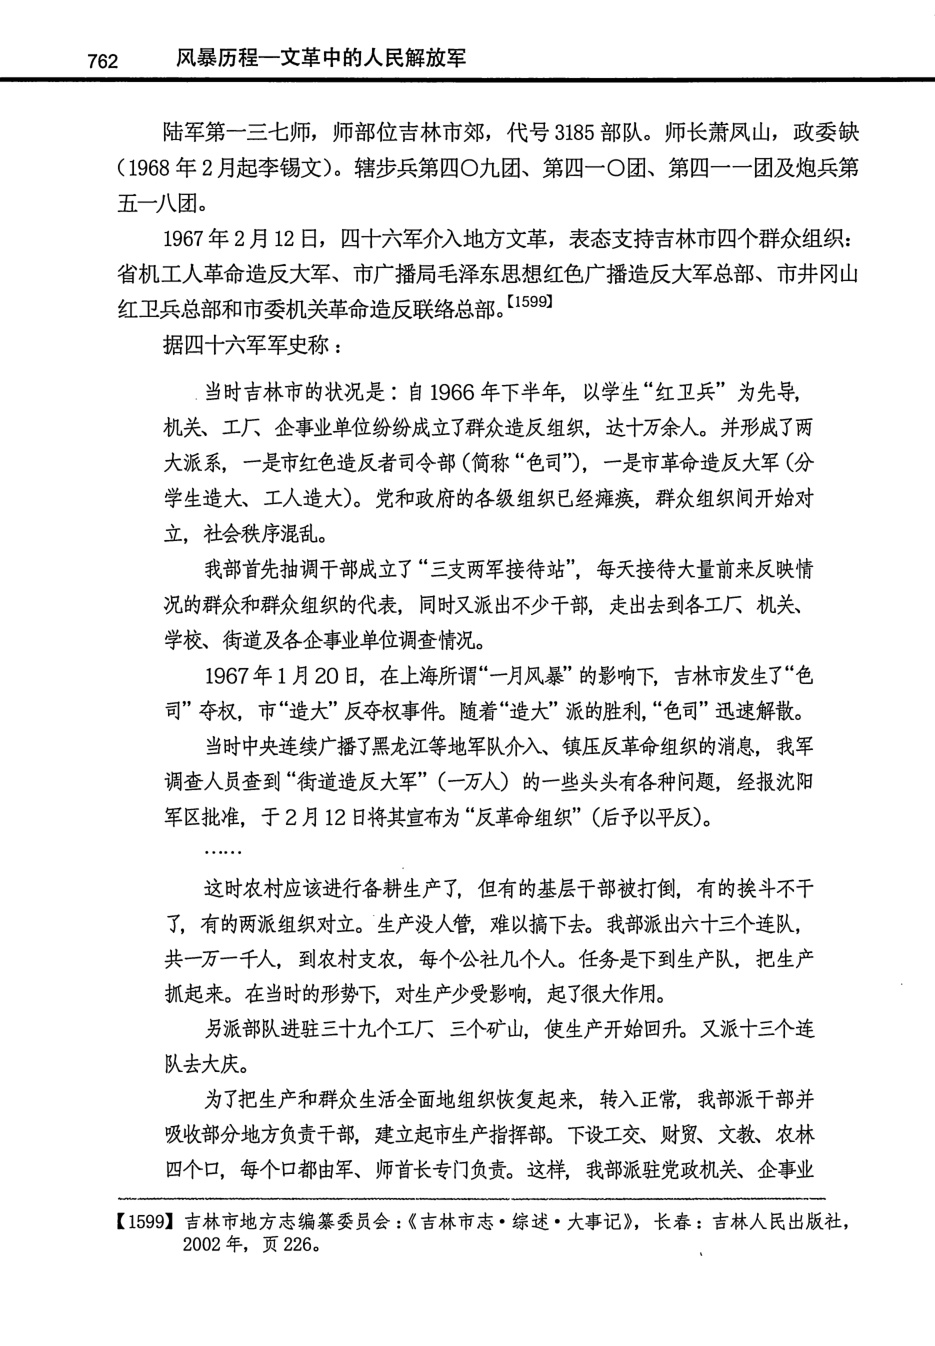 762 风暴历程—文革中的人民解放军
陆军第一三七师，师部位吉林市郊，代号 3185 部队。师长萧凤山，政委缺
（1968 年 2 月起李锡文）。辖步兵第四〇九团、第四一〇团、第四一一团及炮兵第
五一八团。
1967 年 2 月 12 日，四十六军介入地方文革，表态支持吉林市四个群众组织：
省机工人革命造反大军、市广播局毛泽东思想红色广播造反大军总部、市井冈山
红卫兵总部和市委机关革命造反联络总部。【1599】
据四十六军军史称：
当时吉林市的状况是：自 1966 年下半年，以学生“红卫兵”为先导，
机关、工厂、企事业单位纷纷成立了群众造反组织，达十万余人。并形成了两
大派系，一是市红色造反者司令部（简称“色司”），一是市革命造反大军（分
学生造大、工人造大）。党和政府的各级组织已经瘫痪，群众组织间开始对
立，社会秩序混乱。
我部首先抽调干部成立了“三支两军接待站”，每天接待大量前来反映情
况的群众和群众组织的代表，同时又派出不少干部，走出去到各工厂、机关、
学校、街道及各企事业单位调查情况。
1967 年 1 月 20 日，在上海所谓“一月风暴”的影响下，吉林市发生了“色
司”夺权，市“造大”反夺权事件。随着“造大”派的胜利，“色司”迅速解散。
当时中央连续广播了黑龙江等地军队介入、镇压反革命组织的消息，我军
调查人员查到“街道造反大军”（一万人）的一些头头有各种问题，经报沈阳
军区批准，于 2 月 12 日将其宣布为“反革命组织”（后予以平反）。
……
这时农村应该进行备耕生产了，但有的基层干部被打倒，有的挨斗不干
了，有的两派组织对立。生产没人管，难以搞下去。我部派出六十三个连队，
共一万一千人，到农村支农，每个公社几个人。任务是下到生产队，把生产
抓起来。在当时的形势下，对生产少受影响，起了很大作用。
另派部队进驻三十九个工厂、三个矿山，使生产开始回升。又派十三个连
队去大庆。
为了把生产和群众生活全面地组织恢复起来，转入正常，我部派干部并
吸收部分地方负责干部，建立起市生产指挥部。下设工交、财贸、文教、农林
四个口，每个口都由军、师首长专门负责。这样，我部派驻党政机关、企事业
【1599】吉林市地方志编纂委员会：《吉林市志·综述·大事记》，长春：吉林人民出版社，
2002 年，页 226。